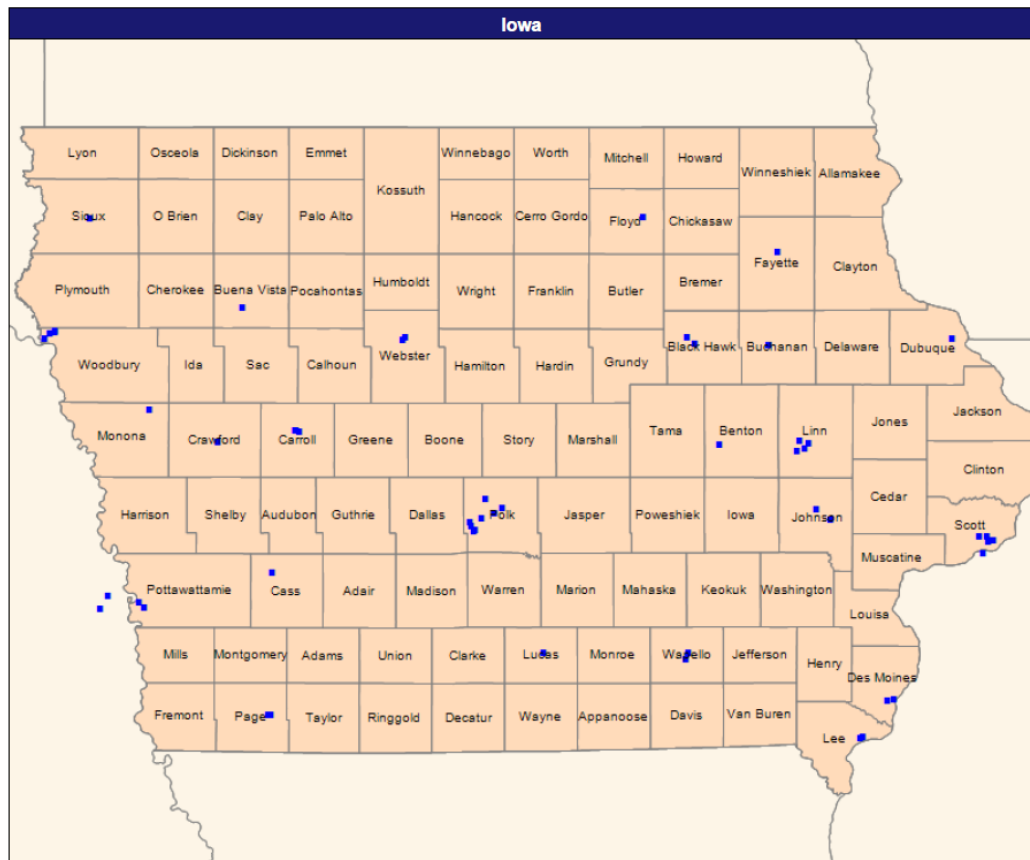 Iowa
Lyon Osceola Dickinson Emmet Kossuth Winnebago Worth Mitchell Howard Winneshiek Allamakee
Sioux O Brien Clay Palo Alto Hancock Cerro Gordo Floyd Chickasaw
Plymouth Cherokee Buena Vista Pocahontas Humboldt Wright Franklin Butler Bremer Fayette Clayton
Woodbury Ida Sac Calhoun Webster Hamilton Hardin Grundy Black Hawk Buchanan Delaware Dubuque
Monona Crawford Carroll Greene Boone Story Marshall Tama Benton Linn Jones Jackson
Clinton
Harrison Shelby Audubon Guthrie Dallas Polk Jasper Poweshiek Iowa Johnson Cedar Scott
Muscatine
Pottawattamie Cass Adair Madison Warren Marion Mahaska Keokuk Washington Louisa
Mills Montgomery Adams Union Clarke Lucas Monroe Wapello Jefferson Henry Des Moines
Fremont Page Taylor Ringgold Decatur Wayne Appanoose Davis Van Buren Lee